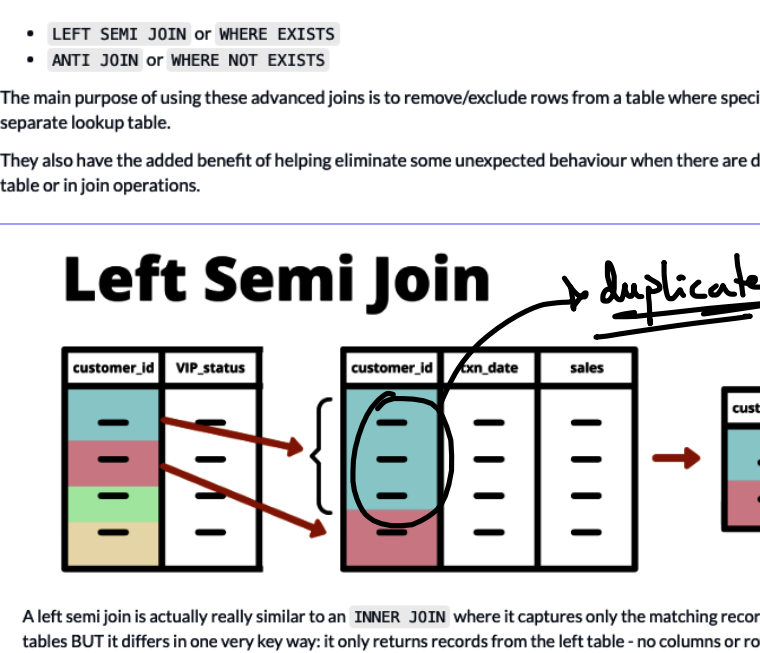 LEFT SEMI JOIN or WHERE EXISTS
ANTI JOIN or WHERE NOT EXISTS
The main purpose of using these advanced joins is to remove/exclude rows from a table where speci
separate lookup table.
They also have the added benefit of helping eliminate some unexpected behaviour when there are d
table or in join operations.
Left Semi Join
duplicate
customer_id VIP_status
customer_id txn_date sales
cust
A left semi join is actually really similar to an INNER JOIN where it captures only the matching recor
tables BUT it differs in one very key way: it only returns records from the left table - no columns or ro